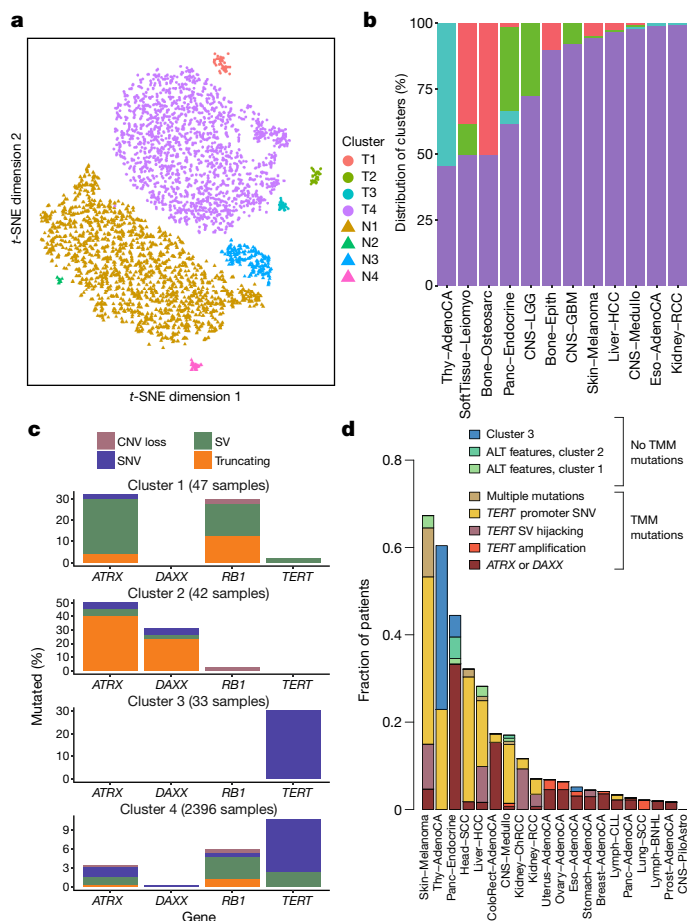 a
t-SNE dimension 2
t-SNE dimension 1
Cluster
T1
T2
T3
T4
N1
N2
N3
N4
b
Distribution of clusters (%)
100
75
50
25
0
Thy–AdenoCA
SoftTissue–Leiomyo
Bone–Osteosarc
Panc–Endocrine
CNS–LGG
Bone–Epith
CNS–GBM
Skin–Melanoma
Liver–HCC
CNS–Medullo
Eso–AdenoCA
Kidney–RCC
c
CNV loss
SV
SNV
Truncating
Mutated (%)
Cluster 1 (47 samples)
30
20
10
0
ATRX DAXX RB1 TERT
Cluster 2 (42 samples)
50
40
30
20
10
0
ATRX DAXX RB1 TERT
Cluster 3 (33 samples)
30
20
10
0
ATRX DAXX RB1 TERT
Cluster 4 (2396 samples)
9
6
3
0
ATRX DAXX RB1 TERT
Gene
d
Cluster 3
ALT features, cluster 2
ALT features, cluster 1
No TMM
mutations
Multiple mutations
TERT promoter SNV
TERT SV hijacking
TERT amplification
ATRX or DAXX
TMM
mutations
Fraction of patients
0.8
0.6
0.4
0.2
0
Skin–Melanoma
Thy–AdenoCA
Panc–Endocrine
Head–SCC
Liver–HCC
ColoRect–AdenoCA
CNS–Medullo
Kidney–ChRCC
Kidney–RCC
Uterus–AdenoCA
Ovary–AdenoCA
Eso–AdenoCA
Stomach–AdenoCA
Breast–AdenoCA
Lymph–CLL
Panc–AdenoCA
Lung–SCC
Lymph–BNHL
Prost–AdenoCA
CNS–PiloAstro